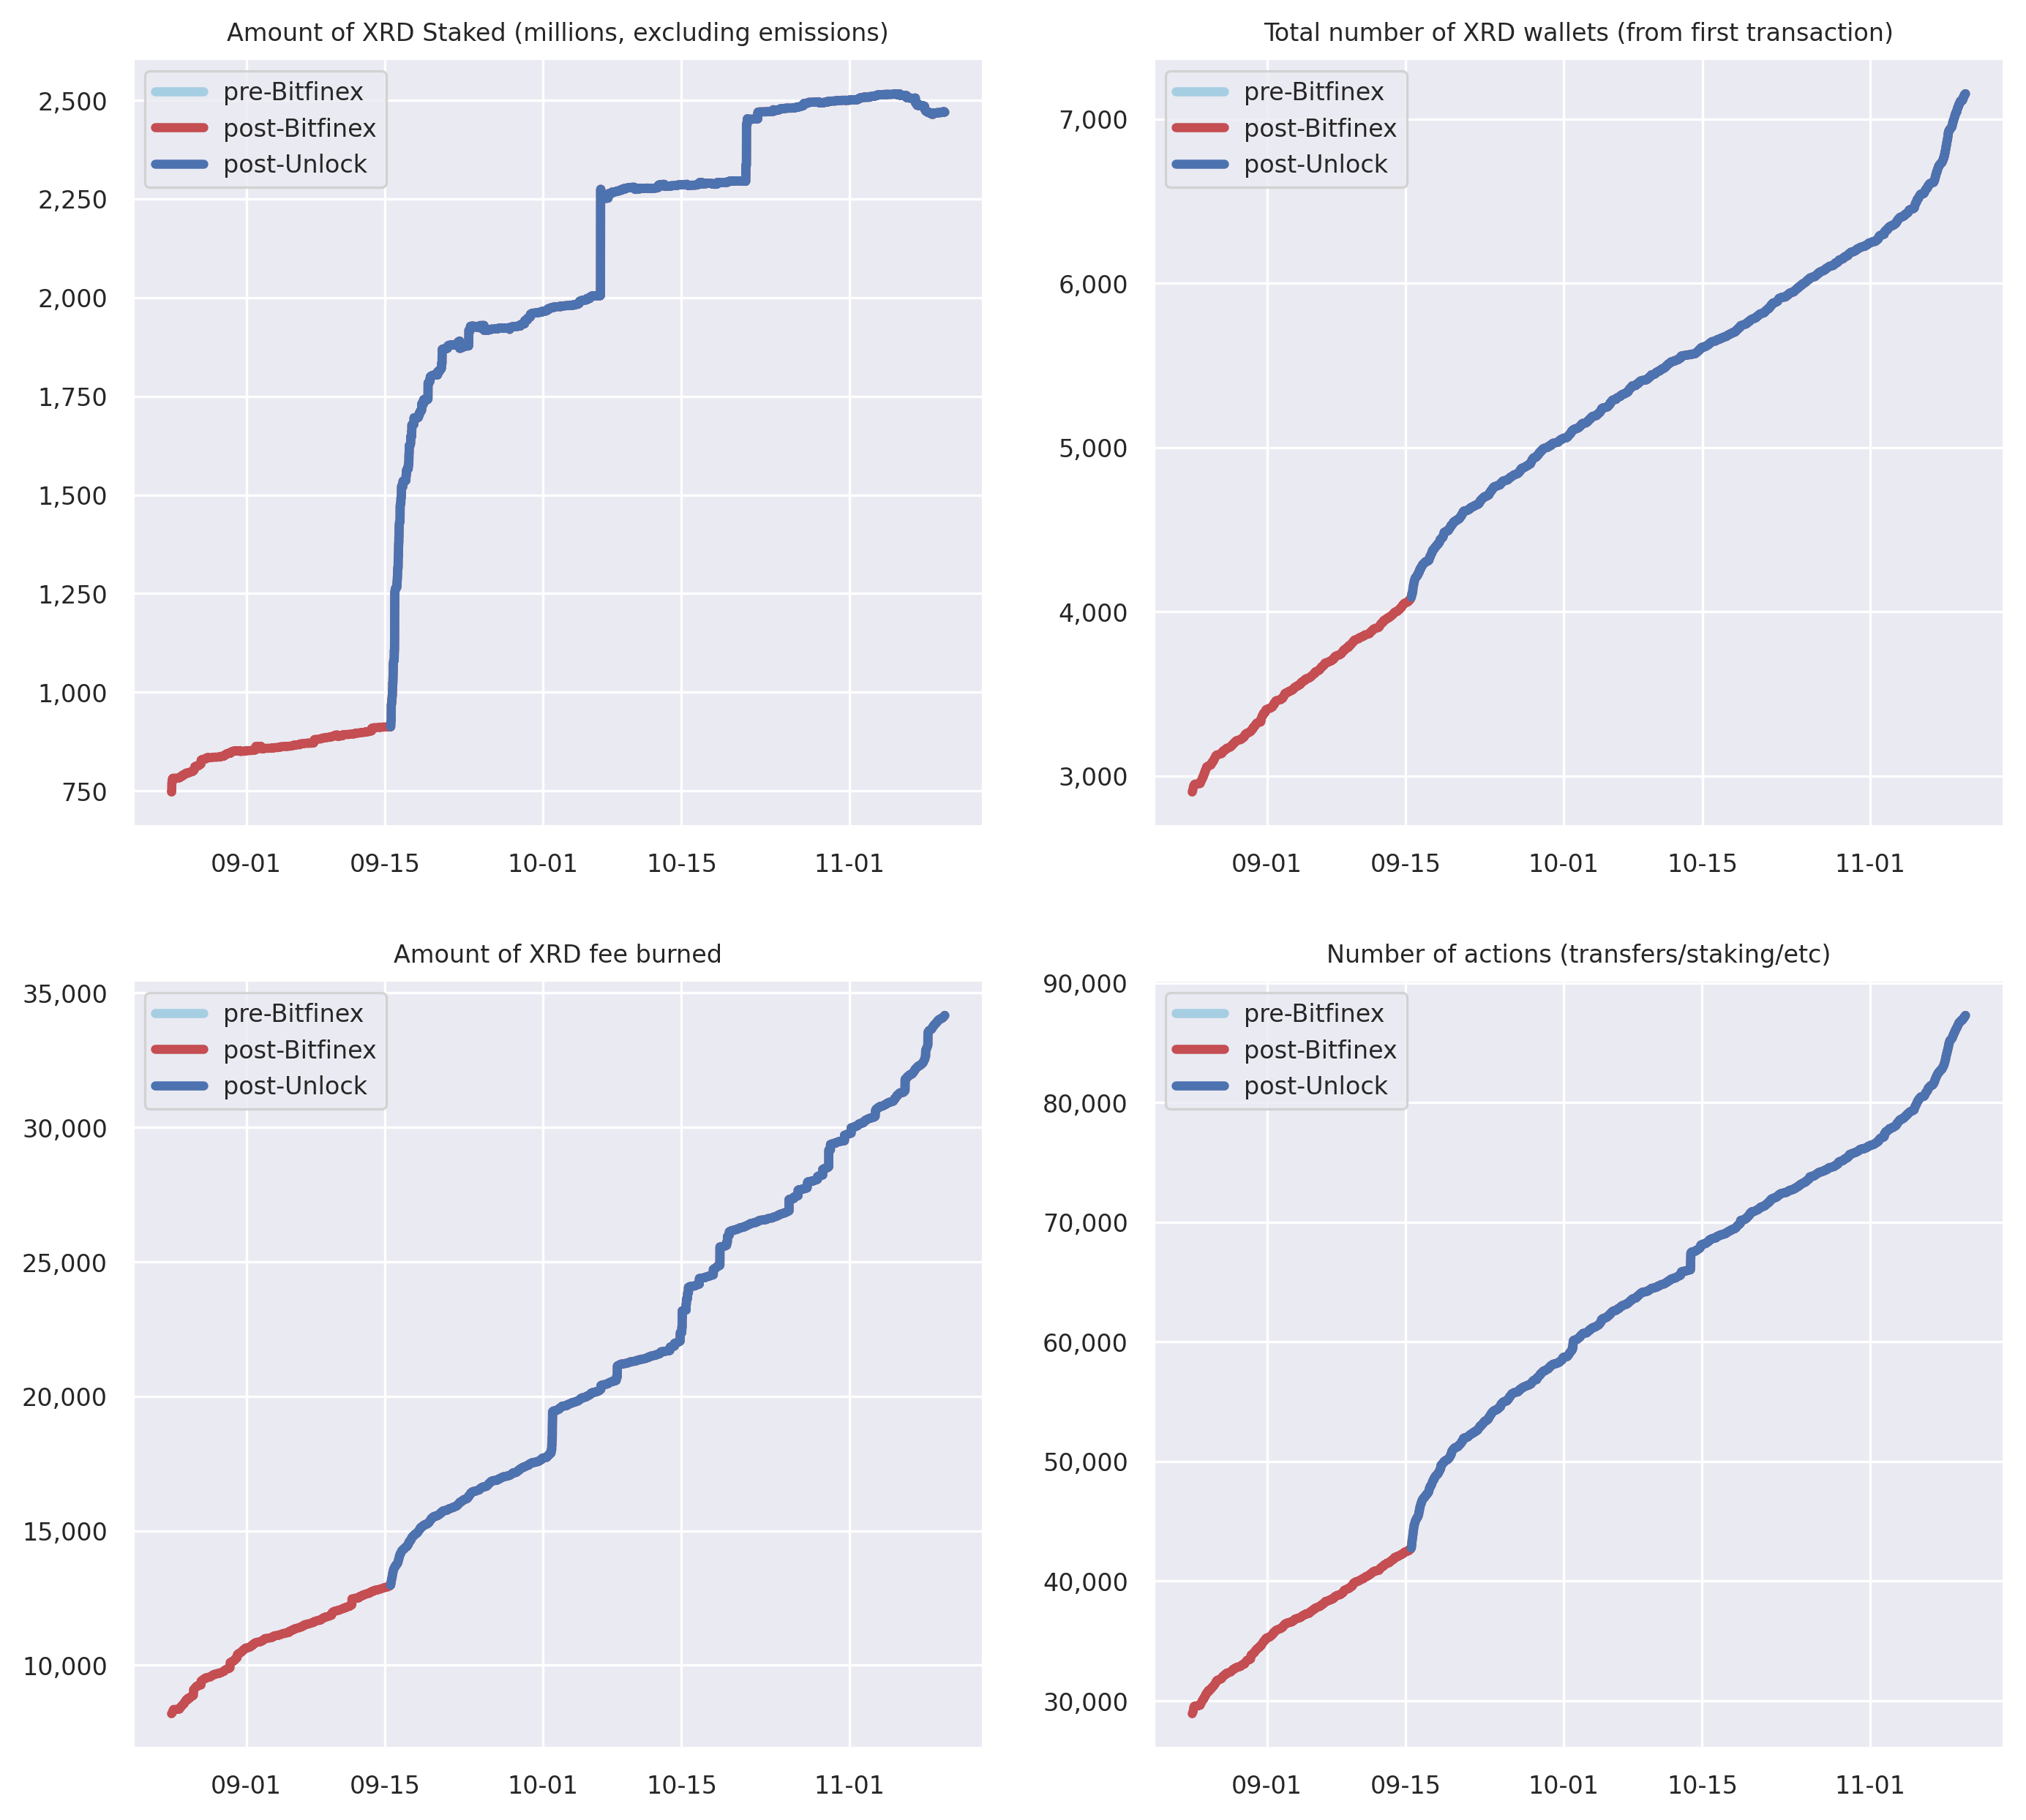 Amount of XRD Staked (millions, excluding emissions)
pre-Bitfinex
post-Bitfinex
post-Unlock
2,500
2,250
2,000
1,750
1,500
1,250
1,000
750
09-01 09-15 10-01 10-15 11-01
Total number of XRD wallets (from first transaction)
pre-Bitfinex
post-Bitfinex
post-Unlock
7,000
6,000
5,000
4,000
3,000
09-01 09-15 10-01 10-15 11-01
Amount of XRD fee burned
pre-Bitfinex
post-Bitfinex
post-Unlock
35,000
30,000
25,000
20,000
15,000
10,000
09-01 09-15 10-01 10-15 11-01
Number of actions (transfers/staking/etc)
pre-Bitfinex
post-Bitfinex
post-Unlock
90,000
80,000
70,000
60,000
50,000
40,000
30,000
09-01 09-15 10-01 10-15 11-01